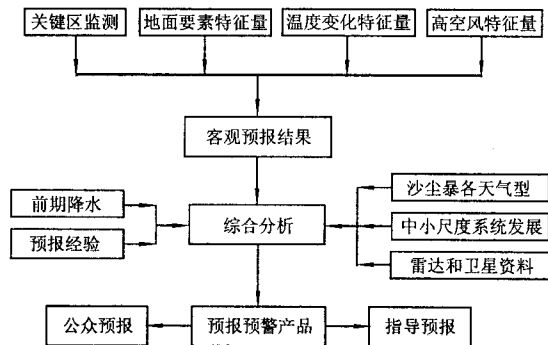 关键区监测
地面要素特征量
温度变化特征量
高空风特征量
客观预报结果
沙尘暴各天气型
前期降水
综合分析
中小尺度系统发展
预报经验
雷达和卫星资料
公众预报
预报预警产品
指导预报